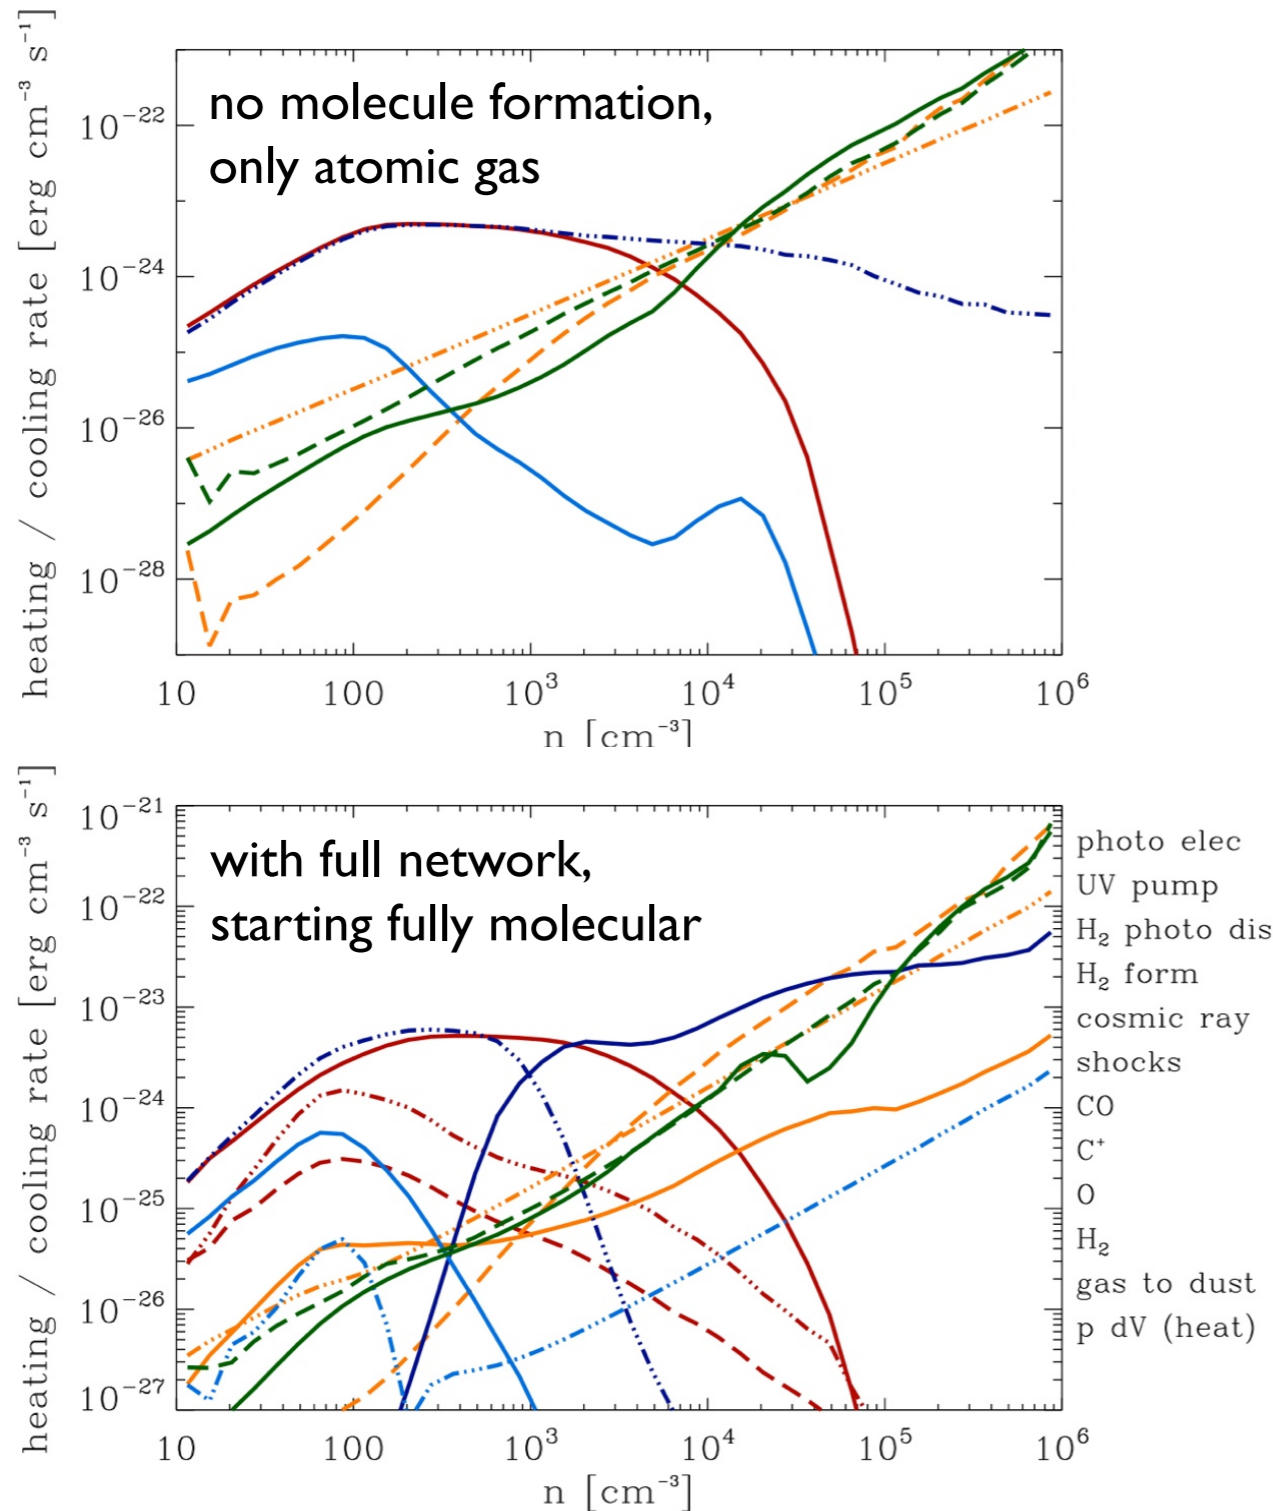 heating / cooling rate [erg cm⁻³ s⁻¹]
no molecule formation,
only atomic gas
10⁻²²
10⁻²⁴
10⁻²⁶
10⁻²⁸
10 100 10³ 10⁴ 10⁵ 10⁶
n [cm⁻³]
heating / cooling rate [erg cm⁻³ s⁻¹]
with full network,
starting fully molecular
10⁻²¹
10⁻²²
10⁻²³
10⁻²⁴
10⁻²⁵
10⁻²⁶
10⁻²⁷
10 100 10³ 10⁴ 10⁵ 10⁶
n [cm⁻³]
photo elec
UV pump
H₂ photo dis
H₂ form
cosmic ray
shocks
CO
C⁺
O
H₂
gas to dust
p dV (heat)